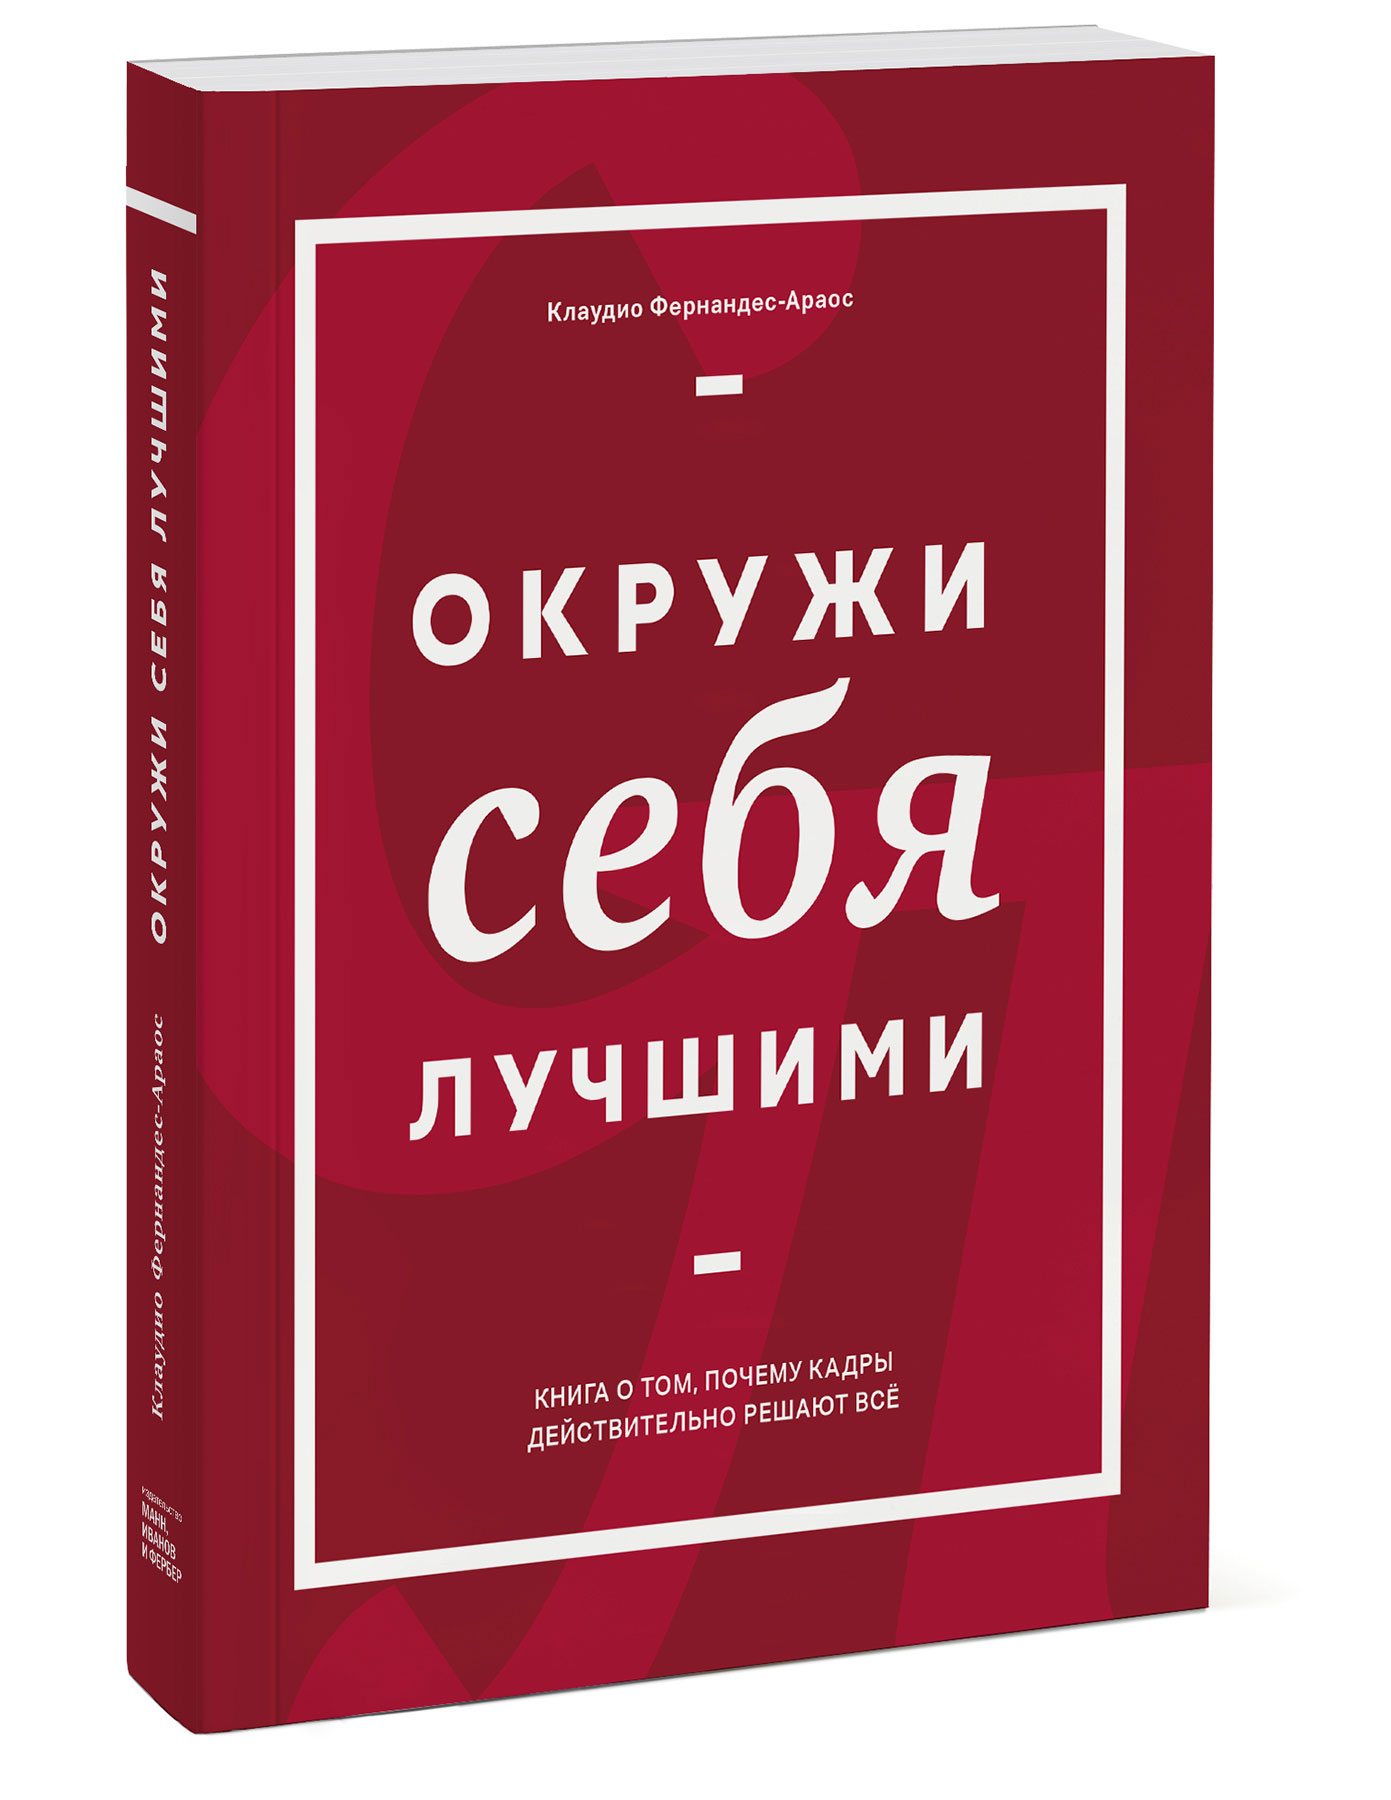 Клаудио Фернандес-Араос
ОКРУЖИ
себя
ЛУЧШИМИ
КНИГА О ТОМ, ПОЧЕМУ КАДРЫ
ДЕЙСТВИТЕЛЬНО РЕШАЮТ ВСЁ
Клаудио Фернандес-Араос ОКРУЖИ СЕБЯ ЛУЧШИМИ
издательство
МАНН,
ИВАНОВ
И ФЕРБЕР